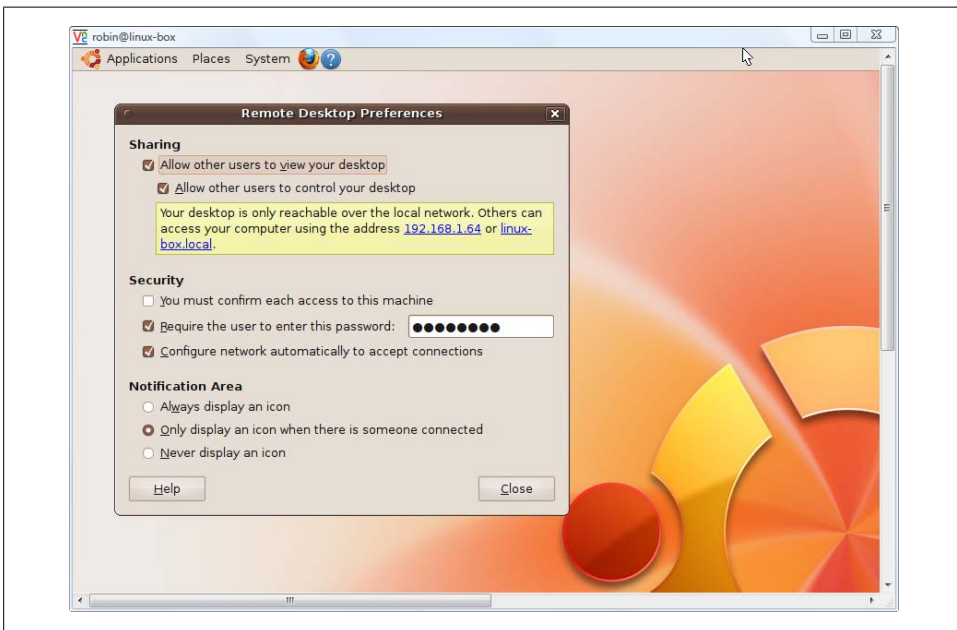 robin@linux-box
Applications Places System
Remote Desktop Preferences
Sharing
Allow other users to view your desktop
Allow other users to control your desktop
Your desktop is only reachable over the local network. Others can
access your computer using the address 192.168.1.64 or linux-
box.local.
Security
You must confirm each access to this machine
Require the user to enter this password: ●●●●●●●●
Configure network automatically to accept connections
Notification Area
Always display an icon
Only display an icon when there is someone connected
Never display an icon
Help Close